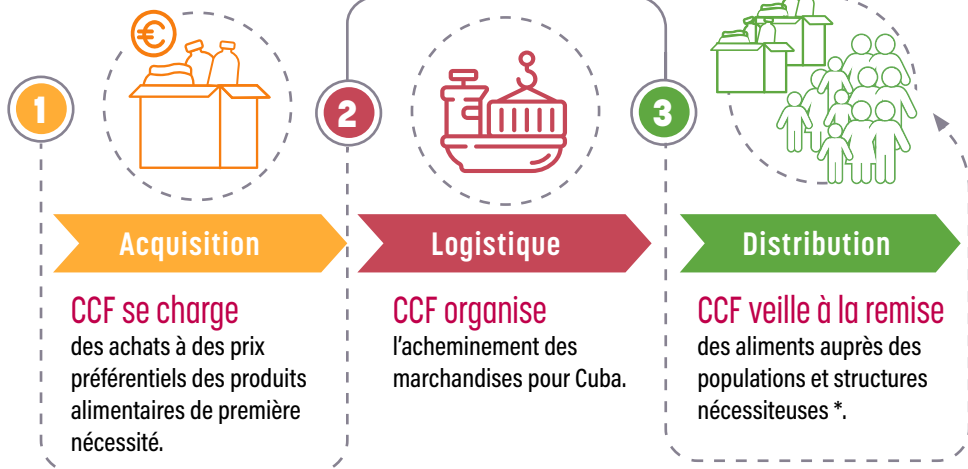 €
1
2
3
Acquisition
Logistique
Distribution
CCF se charge
des achats à des prix
préférentiels des produits
alimentaires de première
nécessité.
CCF organise
l'acheminement des
marchandises pour Cuba.
CCF veille à la remise
des aliments auprès des
populations et structures
nécessiteuses *.